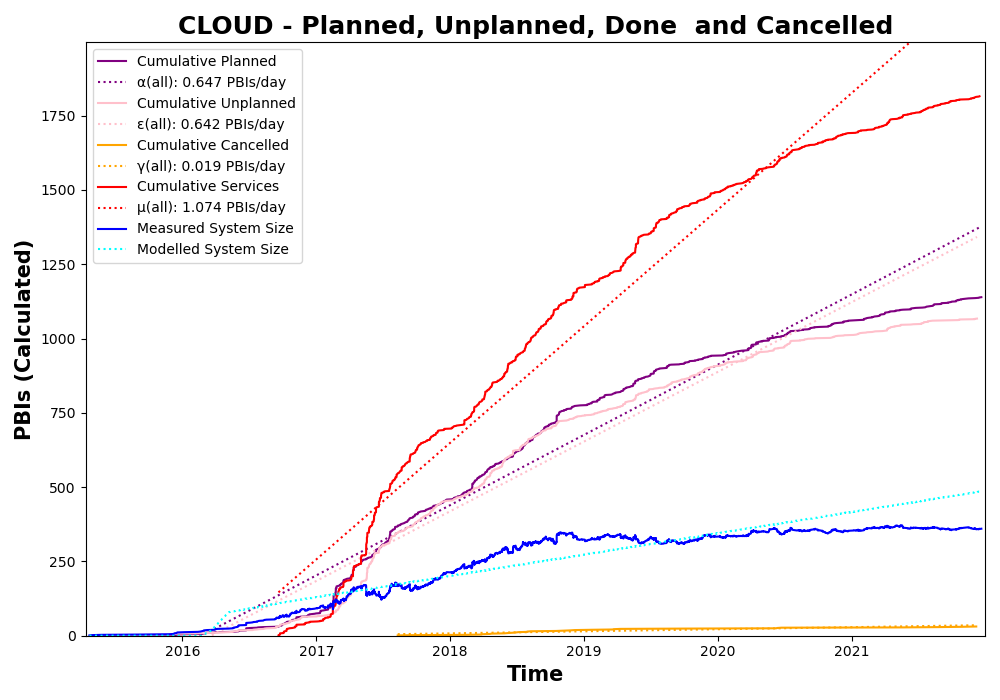 CLOUD - Planned, Unplanned, Done  and Cancelled
Cumulative Planned
α(all): 0.647 PBIs/day
Cumulative Unplanned
ε(all): 0.642 PBIs/day
Cumulative Cancelled
γ(all): 0.019 PBIs/day
Cumulative Services
μ(all): 1.074 PBIs/day
Measured System Size
Modelled System Size
PBIs (Calculated)
1750
1500
1250
1000
750
500
250
0
2016 2017 2018 2019 2020 2021
Time